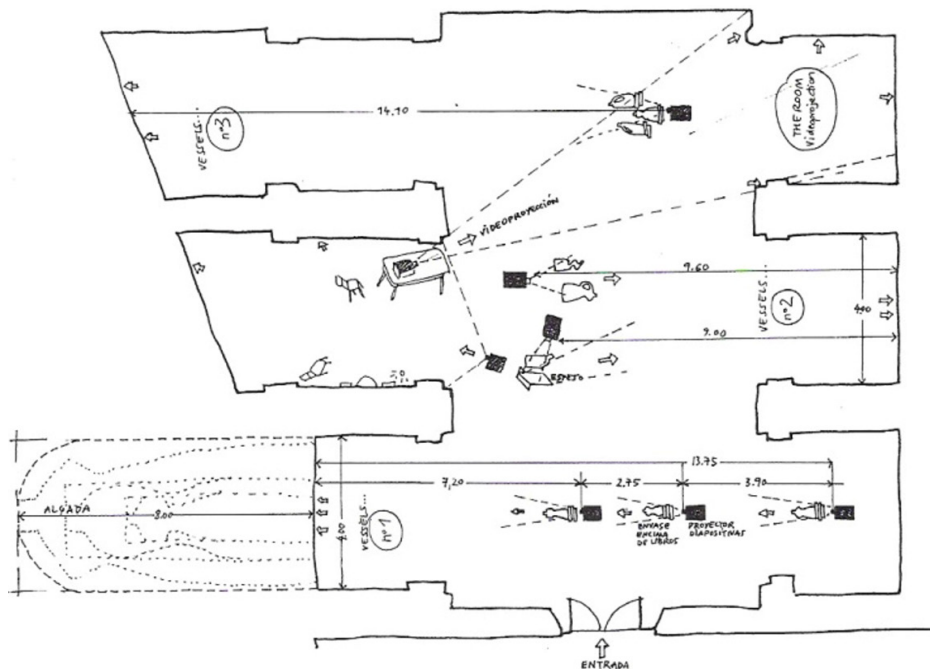 14,10
VESSELS...
nº3
THE ROOM
Videoprojection
VIDEOPROYECCIÓN
9.60
VESSELS...
nº2
4.00
9.00
ESPEJO
13.75
7,20
2.75
3.90
ALÇADA
8.00
4.00
VESSELS...
nº1
ENVASE
ENCIMA
DE LIBROS
PROYECTOR
DIAPOSITIVAS
ENTRADA